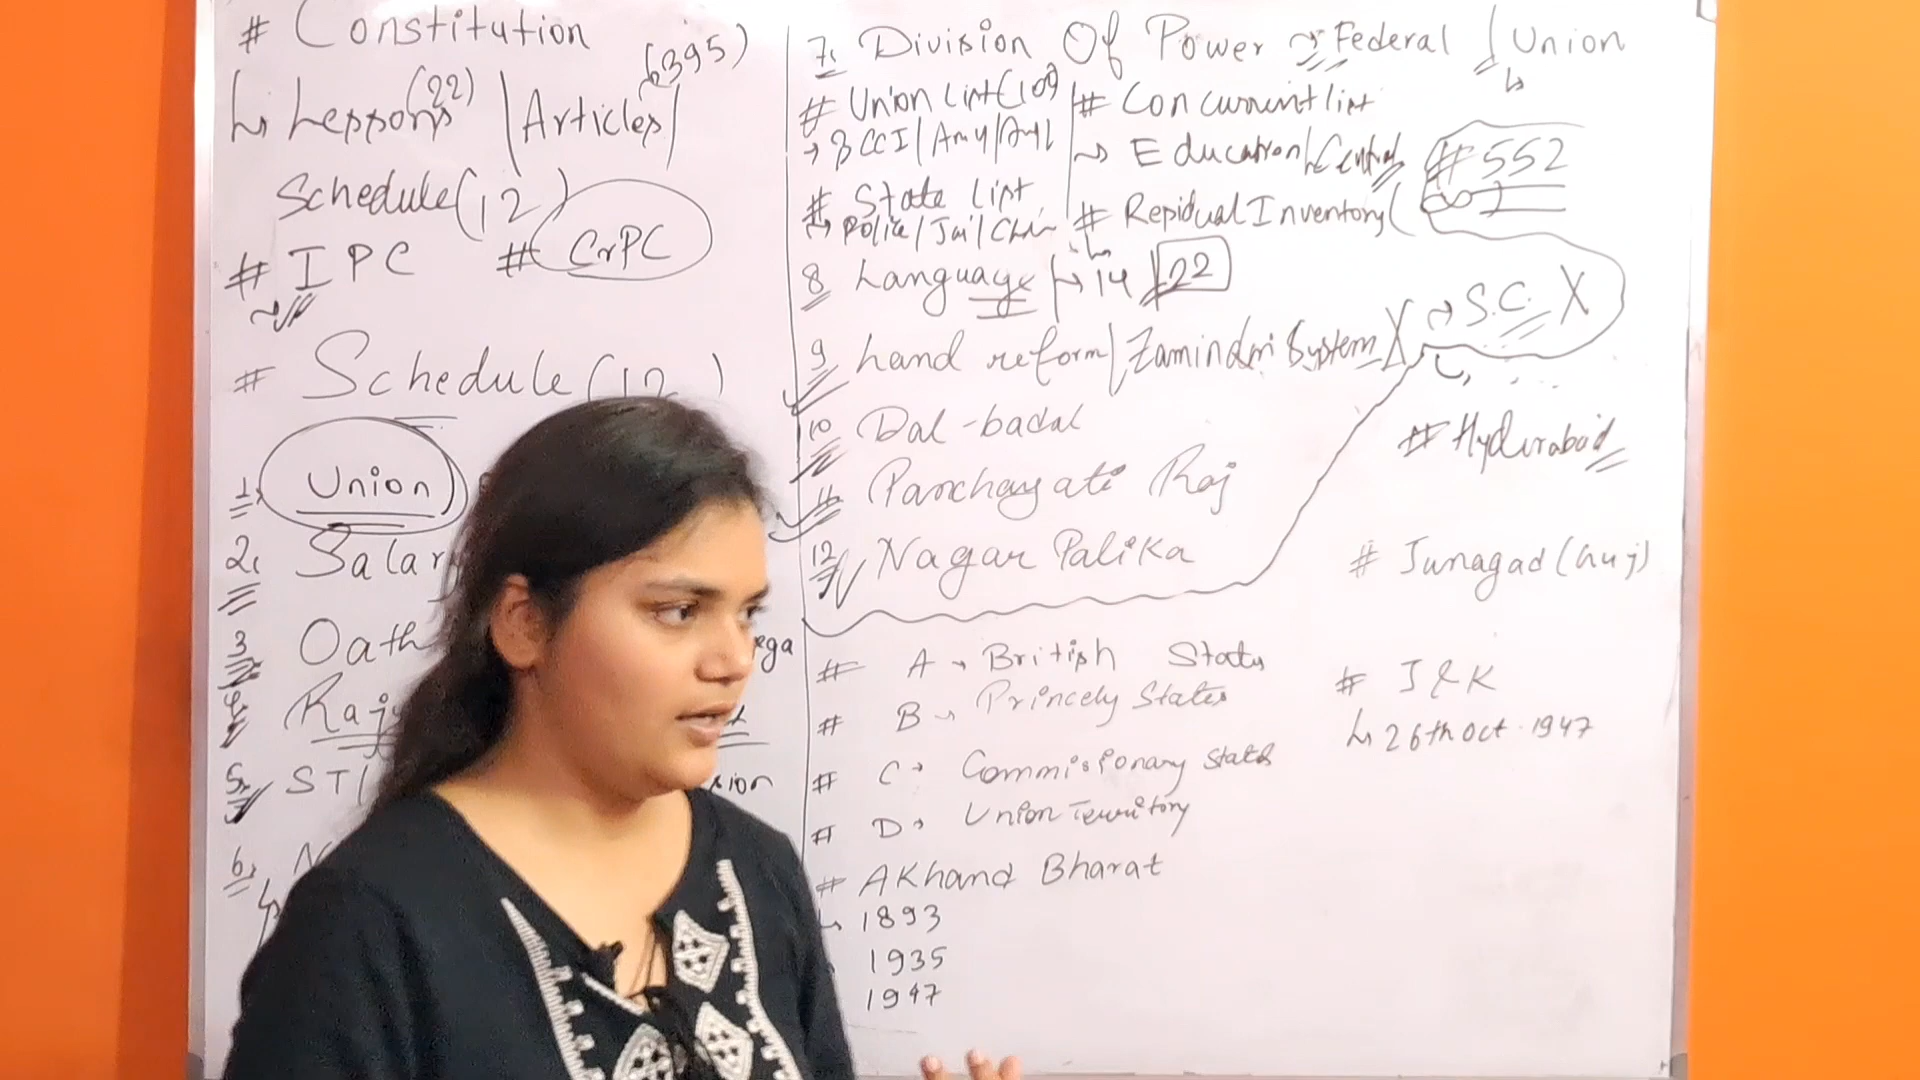 # Constitution
(395)
Lessons (22) | Articles |
Schedule (12)
# IPC # CrPC
# Schedule (12)
1. Union
2. Salary
3 Oath
Raj
5. ST
6.
7. Division Of Power → Federal / Union
# Union List (100)
→ BCCI / Army /
# State List
→ Police / Jail /
# Concurrent list
→ Education / Central
# Residual Inventory (
# 552
8 Language → 14 / 22
9 Land reform / Zamindari System X → S.C. X
10 Dal-badal
11 Panchayati Raj
12 Nagar Palika
# Hyderabad
# Junagad (Guj)
# J & K
↳ 26th Oct. 1947
# A → British States
# B → Princely States
# C → Commissionary States
# D → Union Territory
# AKhand Bharat
↳ 1893
1935
1947